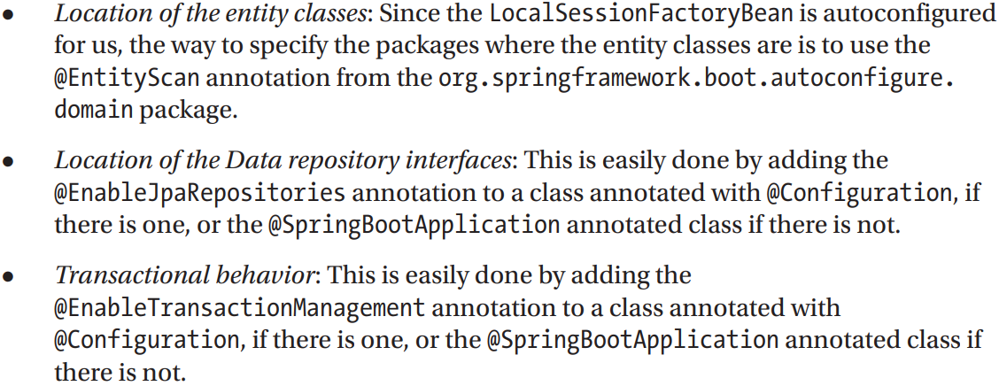 • Location of the entity classes: Since the LocalSessionFactoryBean is autoconfigured
for us, the way to specify the packages where the entity classes are is to use the
@EntityScan annotation from the org.springframework.boot.autoconfigure.
domain package.
• Location of the Data repository interfaces: This is easily done by adding the
@EnableJpaRepositories annotation to a class annotated with @Configuration, if
there is one, or the @SpringBootApplication annotated class if there is not.
• Transactional behavior: This is easily done by adding the
@EnableTransactionManagement annotation to a class annotated with
@Configuration, if there is one, or the @SpringBootApplication annotated class if
there is not.